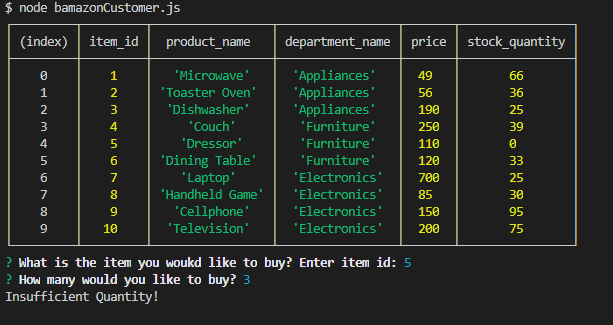 $ node bamazonCustomer.js
(index) item_id product_name department_name price stock_quantity
0 1 'Microwave' 'Appliances' 49 66
1 2 'Toaster Oven' 'Appliances' 56 36
2 3 'Dishwasher' 'Appliances' 190 25
3 4 'Couch' 'Furniture' 250 39
4 5 'Dressor' 'Furniture' 110 0
5 6 'Dining Table' 'Furniture' 120 33
6 7 'Laptop' 'Electronics' 700 25
7 8 'Handheld Game' 'Electronics' 85 30
8 9 'Cellphone' 'Electronics' 150 95
9 10 'Television' 'Electronics' 200 75
? What is the item you woukd like to buy? Enter item id: 5
? How many would you like to buy? 3
Insufficient Quantity!